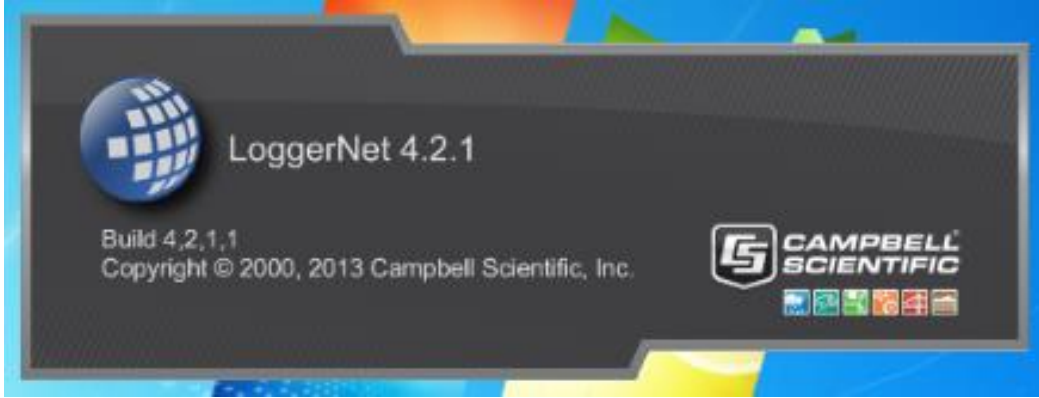 LoggerNet 4.2.1
Build 4,2,1,1
Copyright © 2000, 2013 Campbell Scientific, Inc.
CAMPBELL
SCIENTIFIC